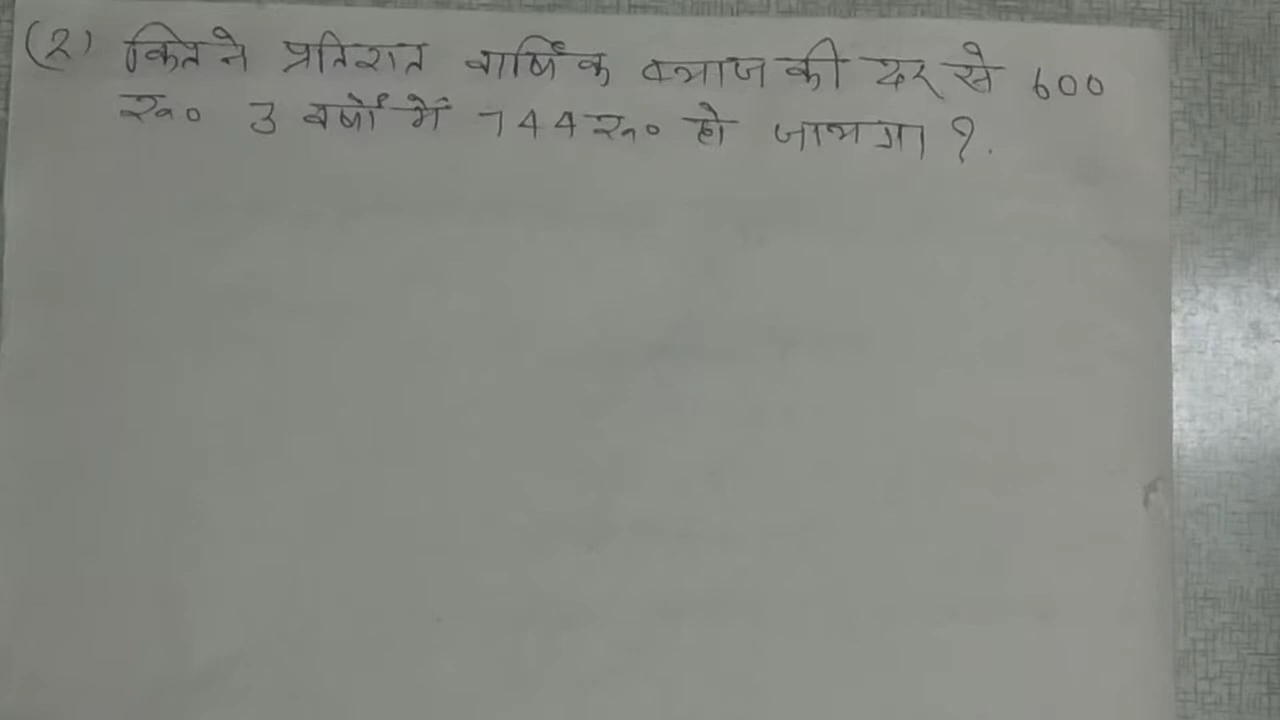 (2) कितने प्रतिशत वार्षिक ब्याज की दर से 600
रू० 3 वर्षों में 744 रू० हो जायगा ?.